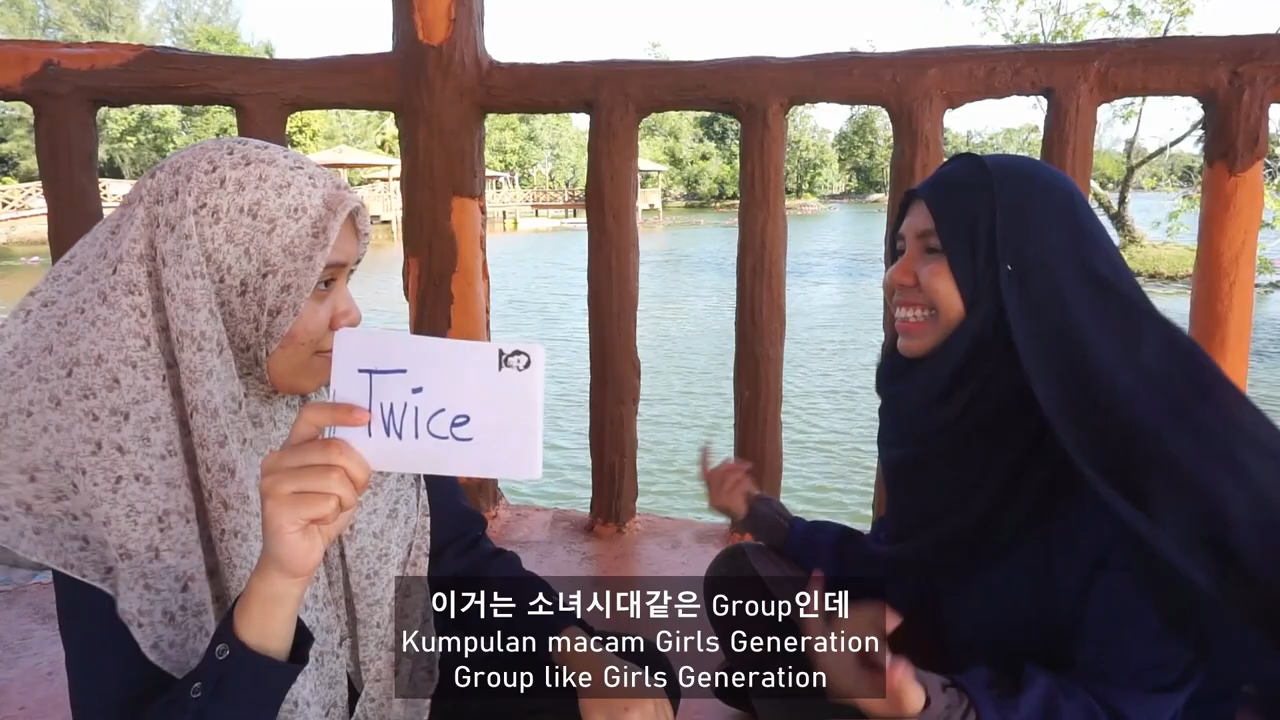 Twice
이거는 소녀시대같은 Group인데
Kumpulan macam Girls Generation
Group like Girls Generation